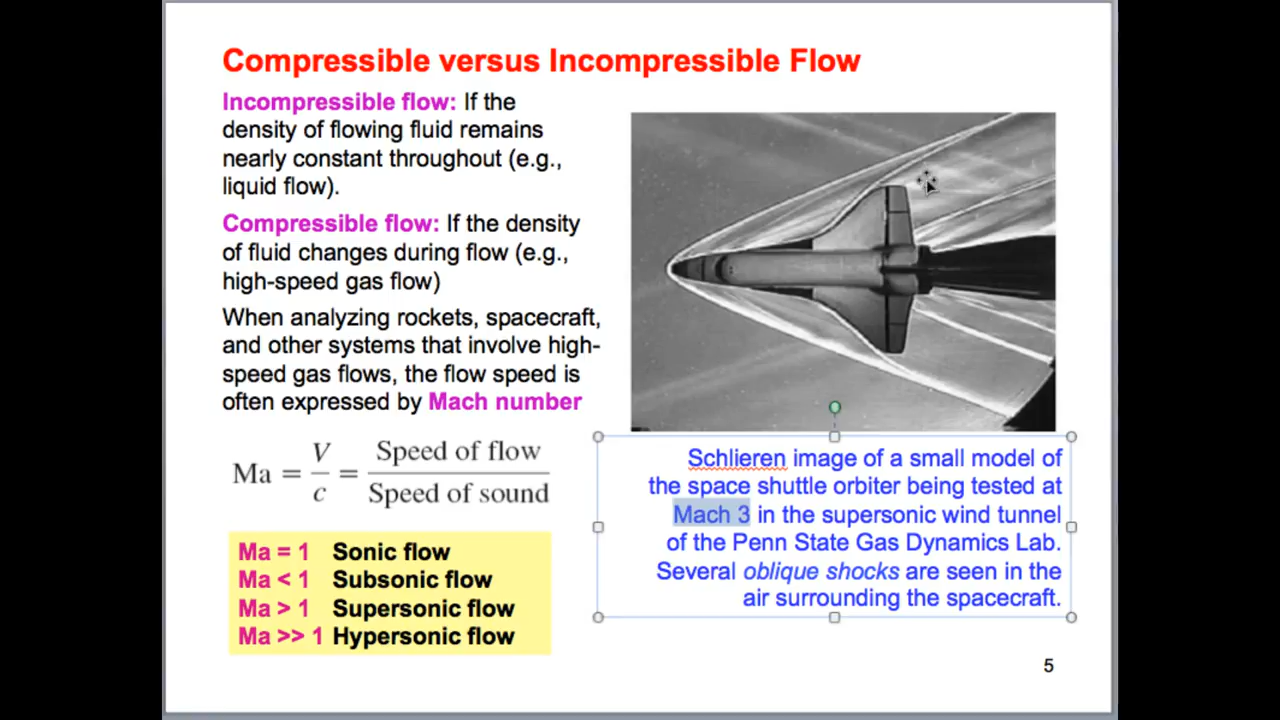 Compressible versus Incompressible Flow
Incompressible flow: If the
density of flowing fluid remains
nearly constant throughout (e.g.,
liquid flow).
Compressible flow: If the density
of fluid changes during flow (e.g.,
high-speed gas flow)
When analyzing rockets, spacecraft,
and other systems that involve high-
speed gas flows, the flow speed is
often expressed by Mach number
Ma = V/c = Speed of flow/Speed of sound
Ma = 1 Sonic flow
Ma < 1 Subsonic flow
Ma > 1 Supersonic flow
Ma >> 1 Hypersonic flow
Schlieren image of a small model of
the space shuttle orbiter being tested at
Mach 3 in the supersonic wind tunnel
of the Penn State Gas Dynamics Lab.
Several oblique shocks are seen in the
air surrounding the spacecraft.
5